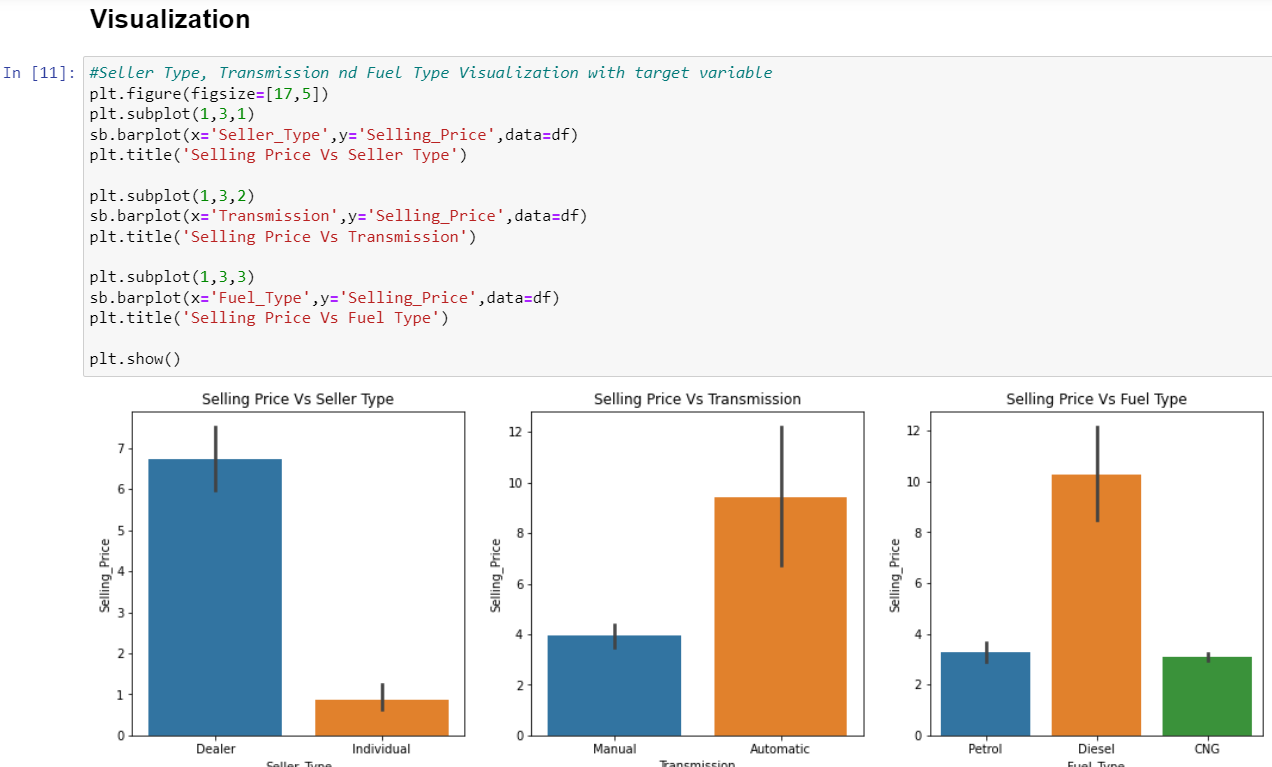 Visualization
In [11]:
#Seller Type, Transmission nd Fuel Type Visualization with target variable
plt.figure(figsize=[17,5])
plt.subplot(1,3,1)
sb.barplot(x='Seller_Type',y='Selling_Price',data=df)
plt.title('Selling Price Vs Seller Type')
plt.subplot(1,3,2)
sb.barplot(x='Transmission',y='Selling_Price',data=df)
plt.title('Selling Price Vs Transmission')
plt.subplot(1,3,3)
sb.barplot(x='Fuel_Type',y='Selling_Price',data=df)
plt.title('Selling Price Vs Fuel Type')
plt.show()
Selling Price Vs Seller Type
7
6
5
4
3
2
1
0
Selling_Price
Dealer Individual
Seller_Type
Selling Price Vs Transmission
12
10
8
6
4
2
0
Selling_Price
Manual Automatic
Transmission
Selling Price Vs Fuel Type
12
10
8
6
4
2
0
Selling_Price
Petrol Diesel CNG
Fuel_Type